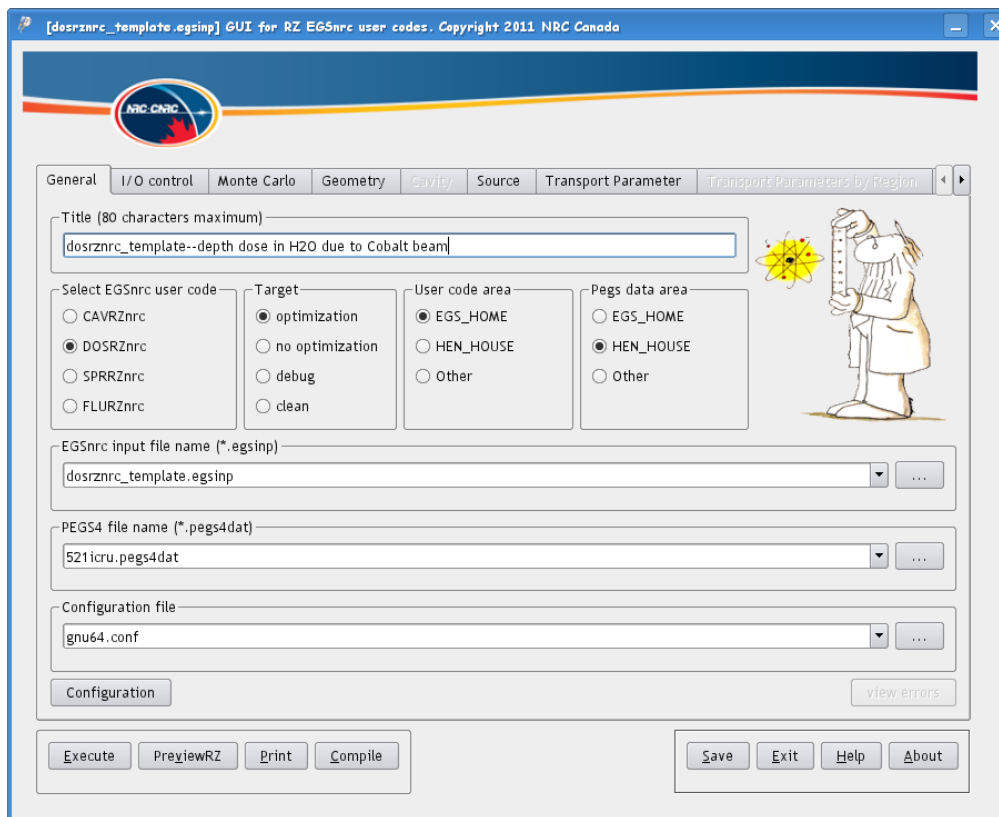 [dosrznrc_template.egsinp] GUI for RZ EGSnrc user codes. Copyright 2011 NRC Canada
NRC·CNRC
General I/O control Monte Carlo Geometry Cavity Source Transport Parameter Transport Parameters by Region
Title (80 characters maximum)
dosrznrc_template--depth dose in H2O due to Cobalt beam
Select EGSnrc user code Target User code area Pegs data area
CAVRZnrc optimization EGS_HOME EGS_HOME
DOSRZnrc no optimization HEN_HOUSE HEN_HOUSE
SPRRZnrc debug Other Other
FLURZnrc clean
EGSnrc input file name (*.egsinp)
dosrznrc_template.egsinp ...
PEGS4 file name (*.pegs4dat)
521icru.pegs4dat ...
Configuration file
gnu64.conf ...
Configuration view errors
Execute PreviewRZ Print Compile Save Exit Help About